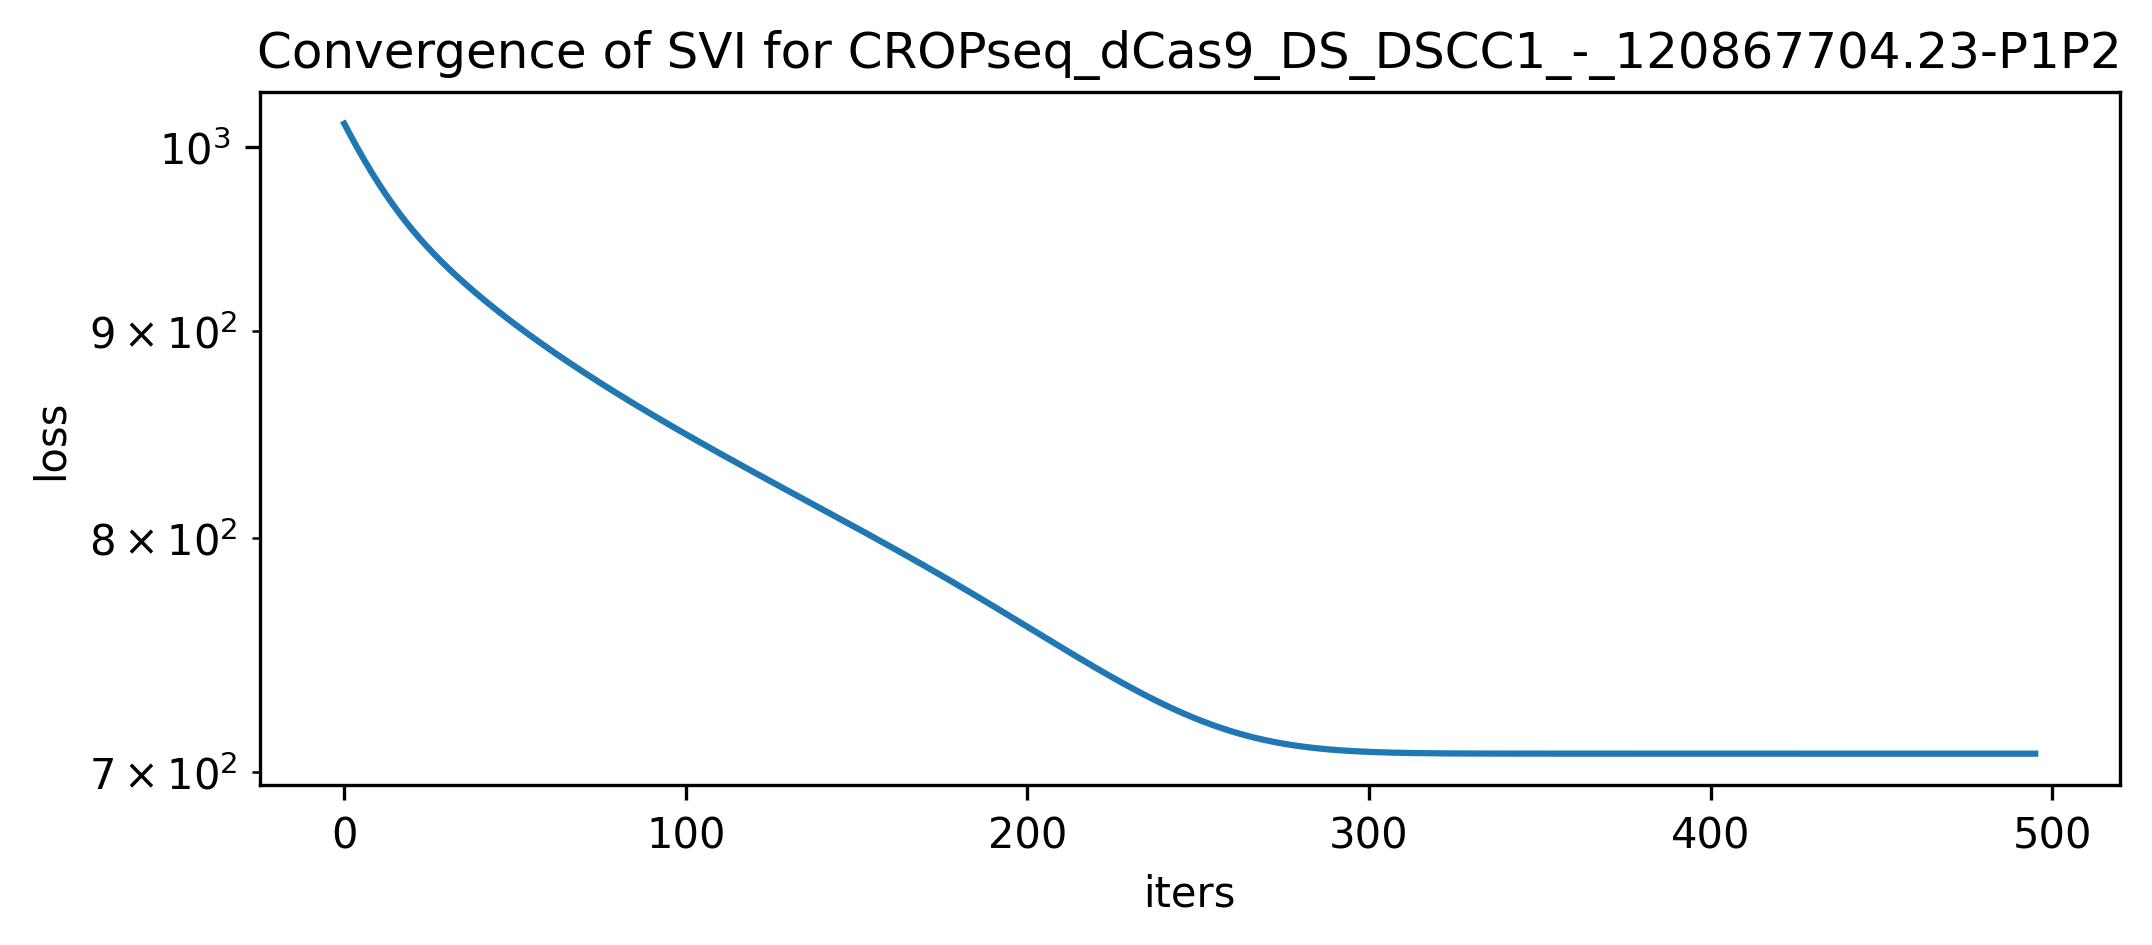 Convergence of SVI for CROPseq_dCas9_DS_DSCC1_-_120867704.23-P1P2
10³
9 × 10²
8 × 10²
7 × 10²
loss
0 100 200 300 400 500
iters